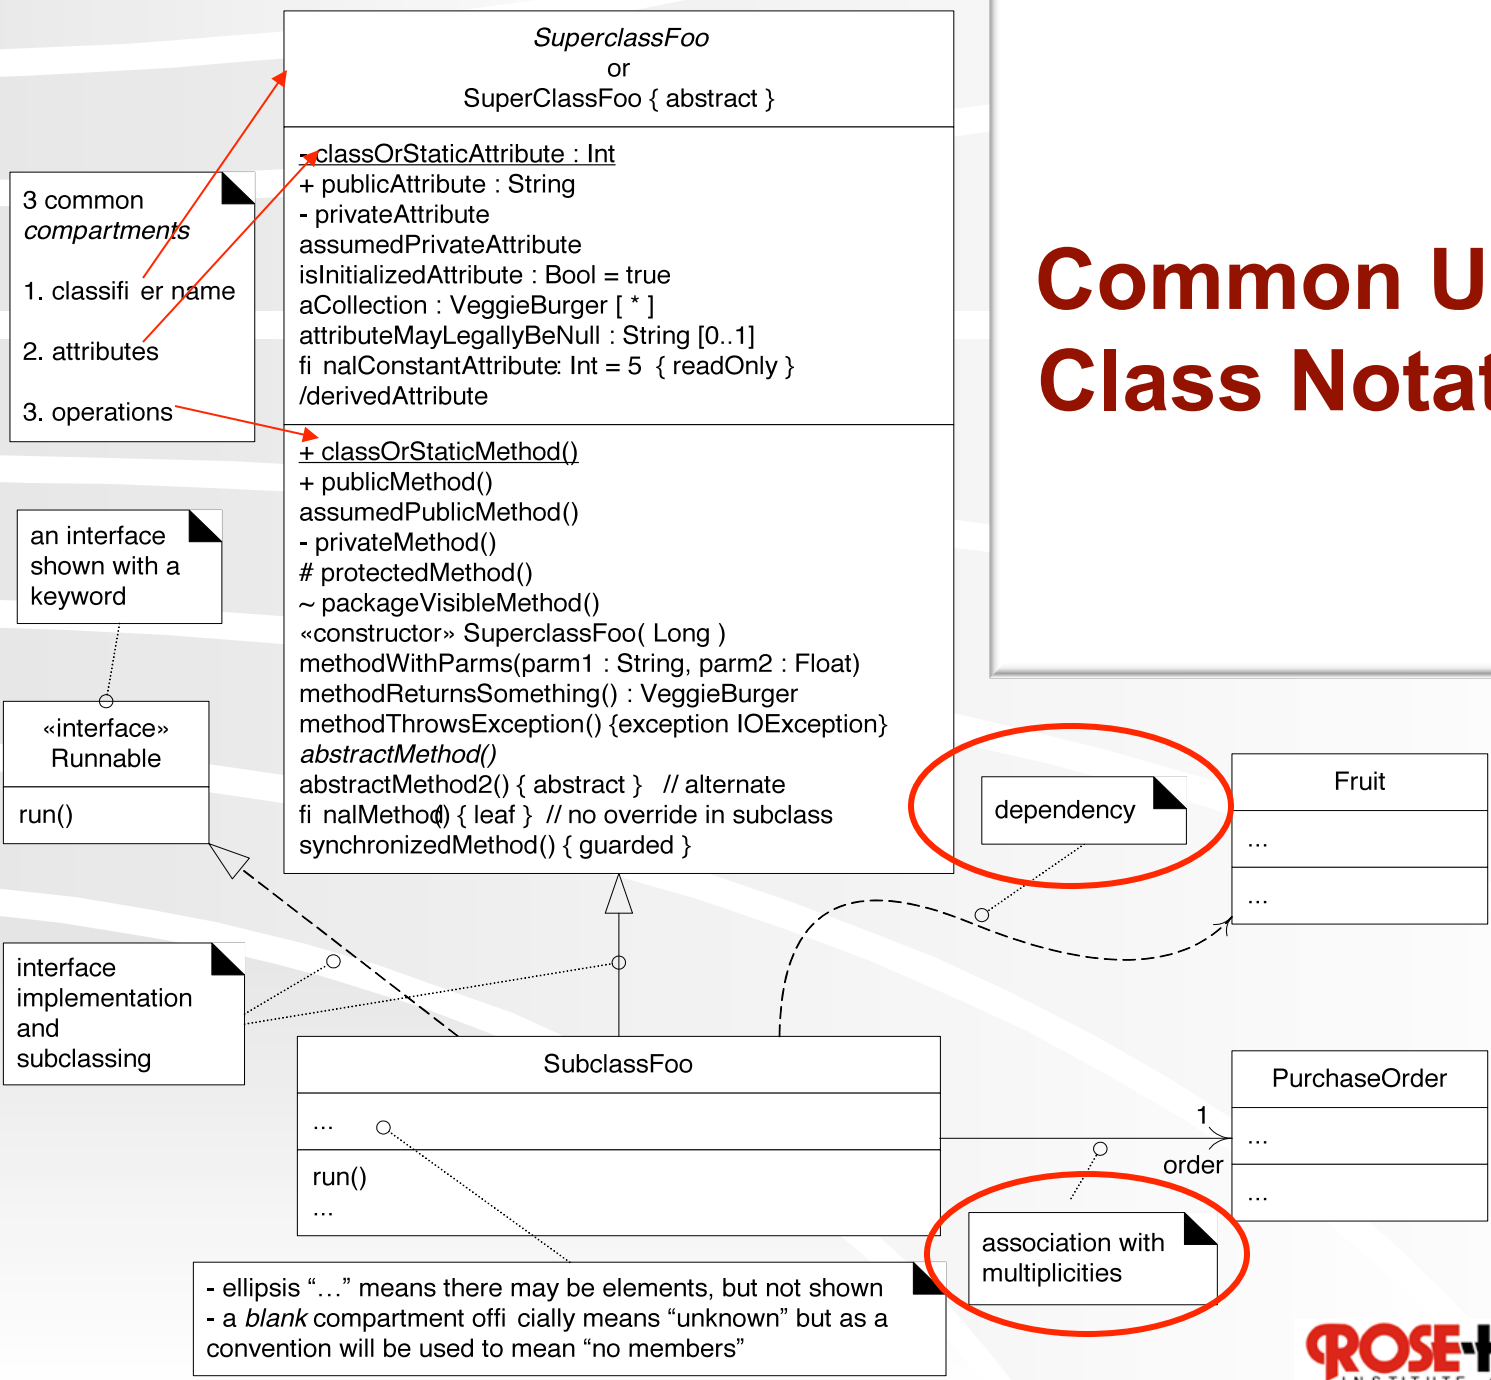 SuperclassFoo
or
SuperClassFoo { abstract }
- classOrStaticAttribute : Int
+ publicAttribute : String
- privateAttribute
assumedPrivateAttribute
isInitializedAttribute : Bool = true
aCollection : VeggieBurger [ * ]
attributeMayLegallyBeNull : String [0..1]
fi nalConstantAttribute: Int = 5 { readOnly }
/derivedAttribute
+ classOrStaticMethod()
+ publicMethod()
assumedPublicMethod()
- privateMethod()
# protectedMethod()
~ packageVisibleMethod()
«constructor» SuperclassFoo( Long )
methodWithParms(parm1 : String, parm2 : Float)
methodReturnsSomething() : VeggieBurger
methodThrowsException() {exception IOException}
abstractMethod()
abstractMethod2() { abstract } // alternate
fi nalMethod() { leaf } // no override in subclass
synchronizedMethod() { guarded }
3 common
compartments
1. classifi er name
2. attributes
3. operations
Common U
Class Notat
an interface
shown with a
keyword
«interface»
Runnable
run()
dependency
Fruit
...
...
interface
implementation
and
subclassing
SubclassFoo
...
run()
...
1
order
PurchaseOrder
...
...
association with
multiplicities
- ellipsis “…” means there may be elements, but not shown
- a blank compartment offi cially means “unknown” but as a
convention will be used to mean “no members”
ROSE-H
INSTITUTE